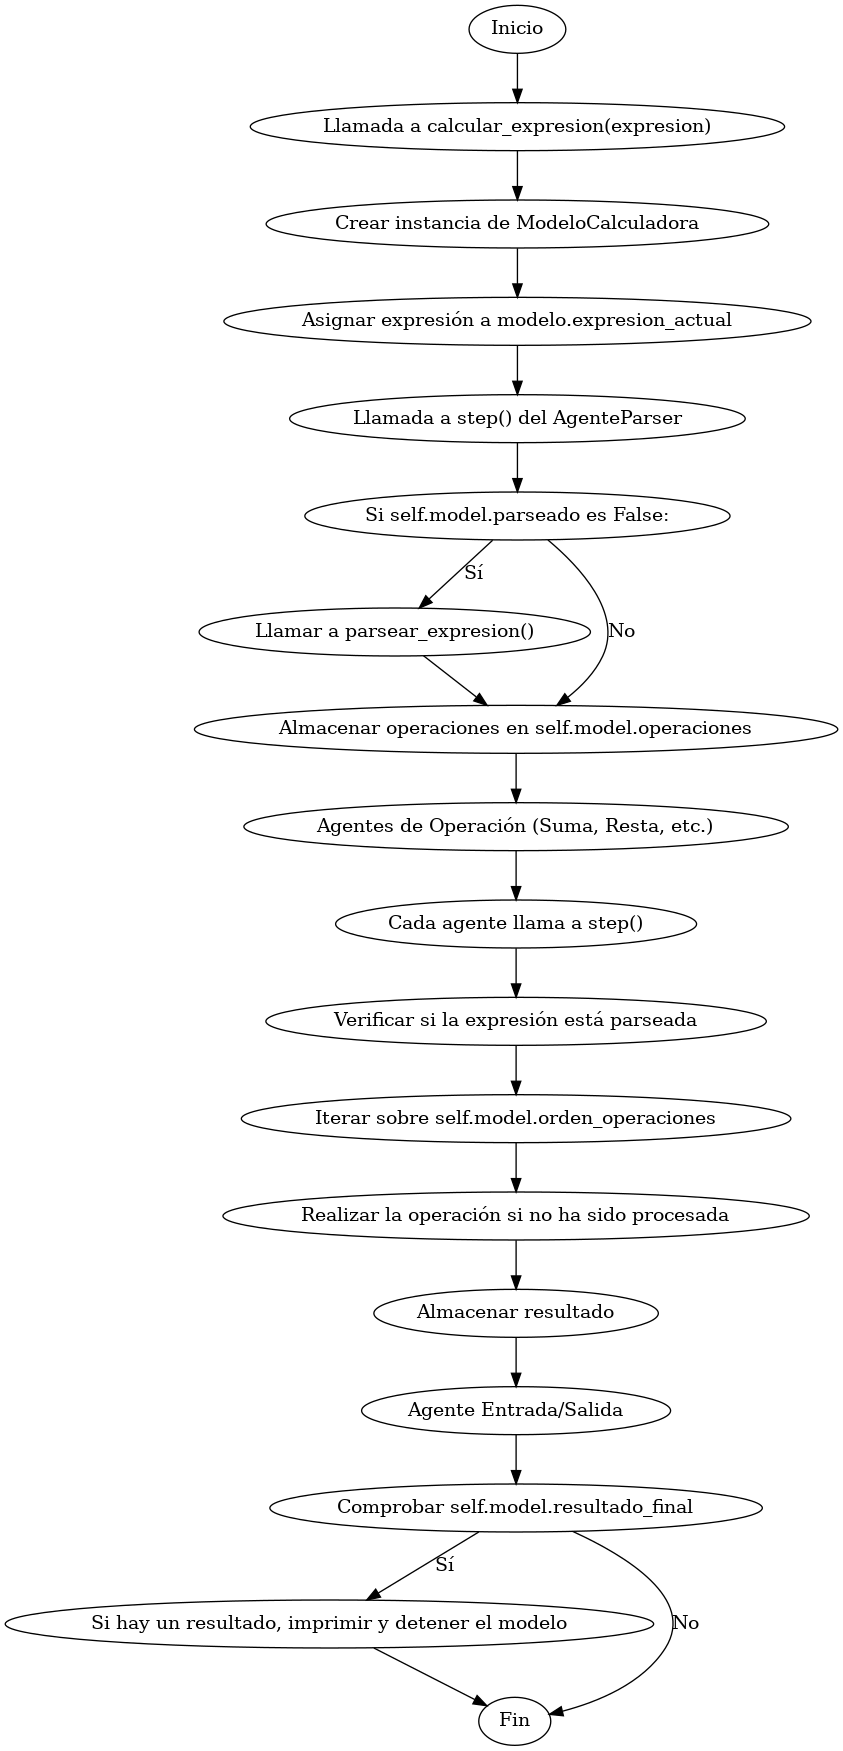 Inicio
Llamada a calcular_expresion(expresion)
Crear instancia de ModeloCalculadora
Asignar expresión a modelo.expresion_actual
Llamada a step() del AgenteParser
Si self.model.parseado es False:
Sí
Llamar a parsear_expresion()
No
Almacenar operaciones en self.model.operaciones
Agentes de Operación (Suma, Resta, etc.)
Cada agente llama a step()
Verificar si la expresión está parseada
Iterar sobre self.model.orden_operaciones
Realizar la operación si no ha sido procesada
Almacenar resultado
Agente Entrada/Salida
Comprobar self.model.resultado_final
Sí
Si hay un resultado, imprimir y detener el modelo
No
Fin